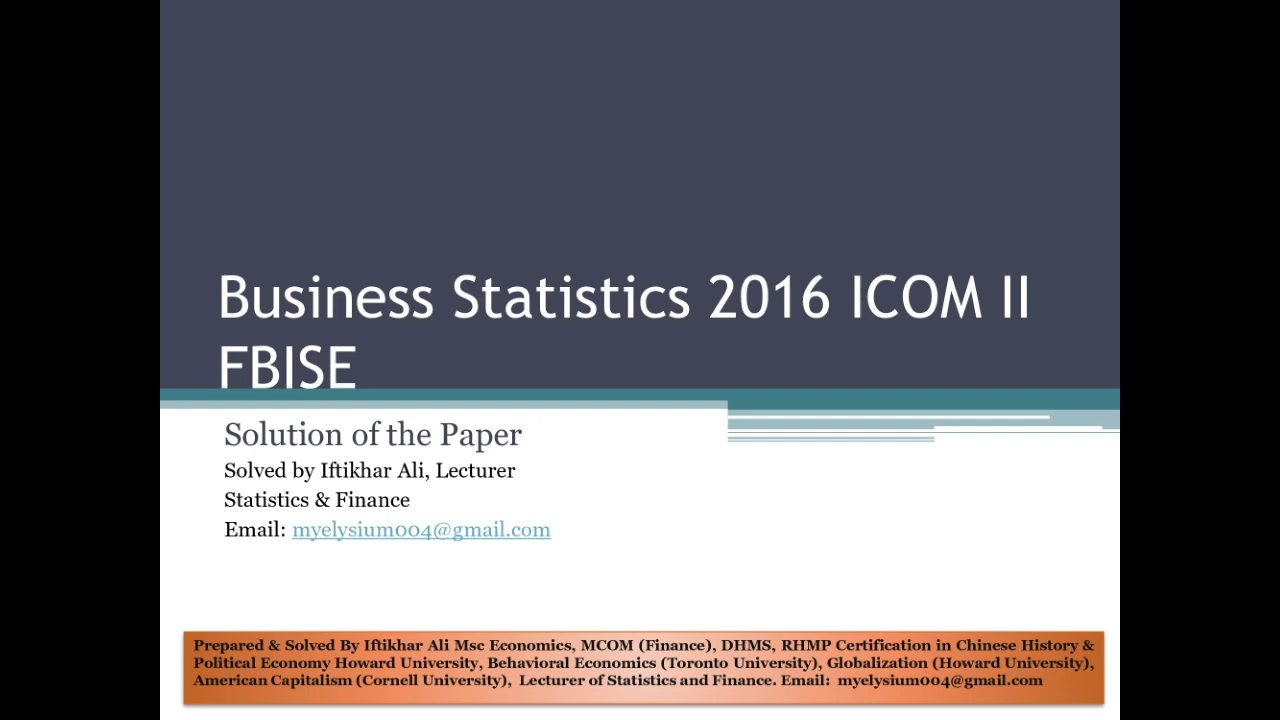 Business Statistics 2016 ICOM II
FBISE
Solution of the Paper
Solved by Iftikhar Ali, Lecturer
Statistics & Finance
Email: myelysium004@gmail.com
Prepared & Solved By Iftikhar Ali Msc Economics, MCOM (Finance), DHMS, RHMP Certification in Chinese History &
Political Economy Howard University, Behavioral Economics (Toronto University), Globalization (Howard University),
American Capitalism (Cornell University), Lecturer of Statistics and Finance. Email: myelysium004@gmail.com